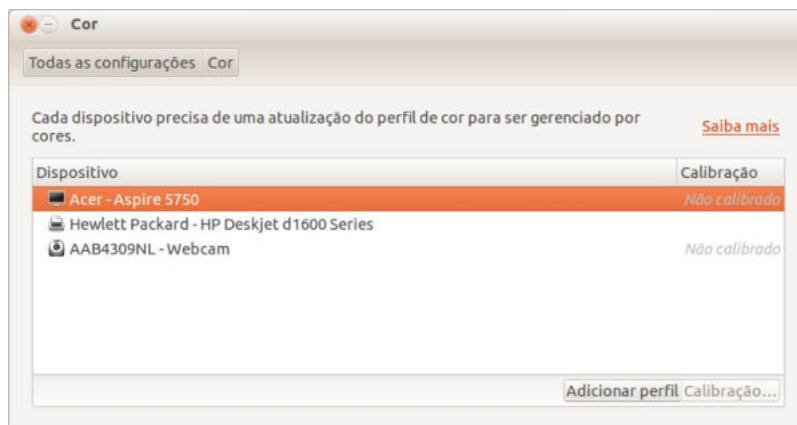 Cor
Todas as configurações Cor
Cada dispositivo precisa de uma atualização do perfil de cor para ser gerenciado por
cores.
Saiba mais
Dispositivo Calibração
Acer - Aspire 5750 Não calibrado
Hewlett Packard - HP Deskjet d1600 Series
AAB4309NL - Webcam Não calibrado
Adicionar perfil Calibração...